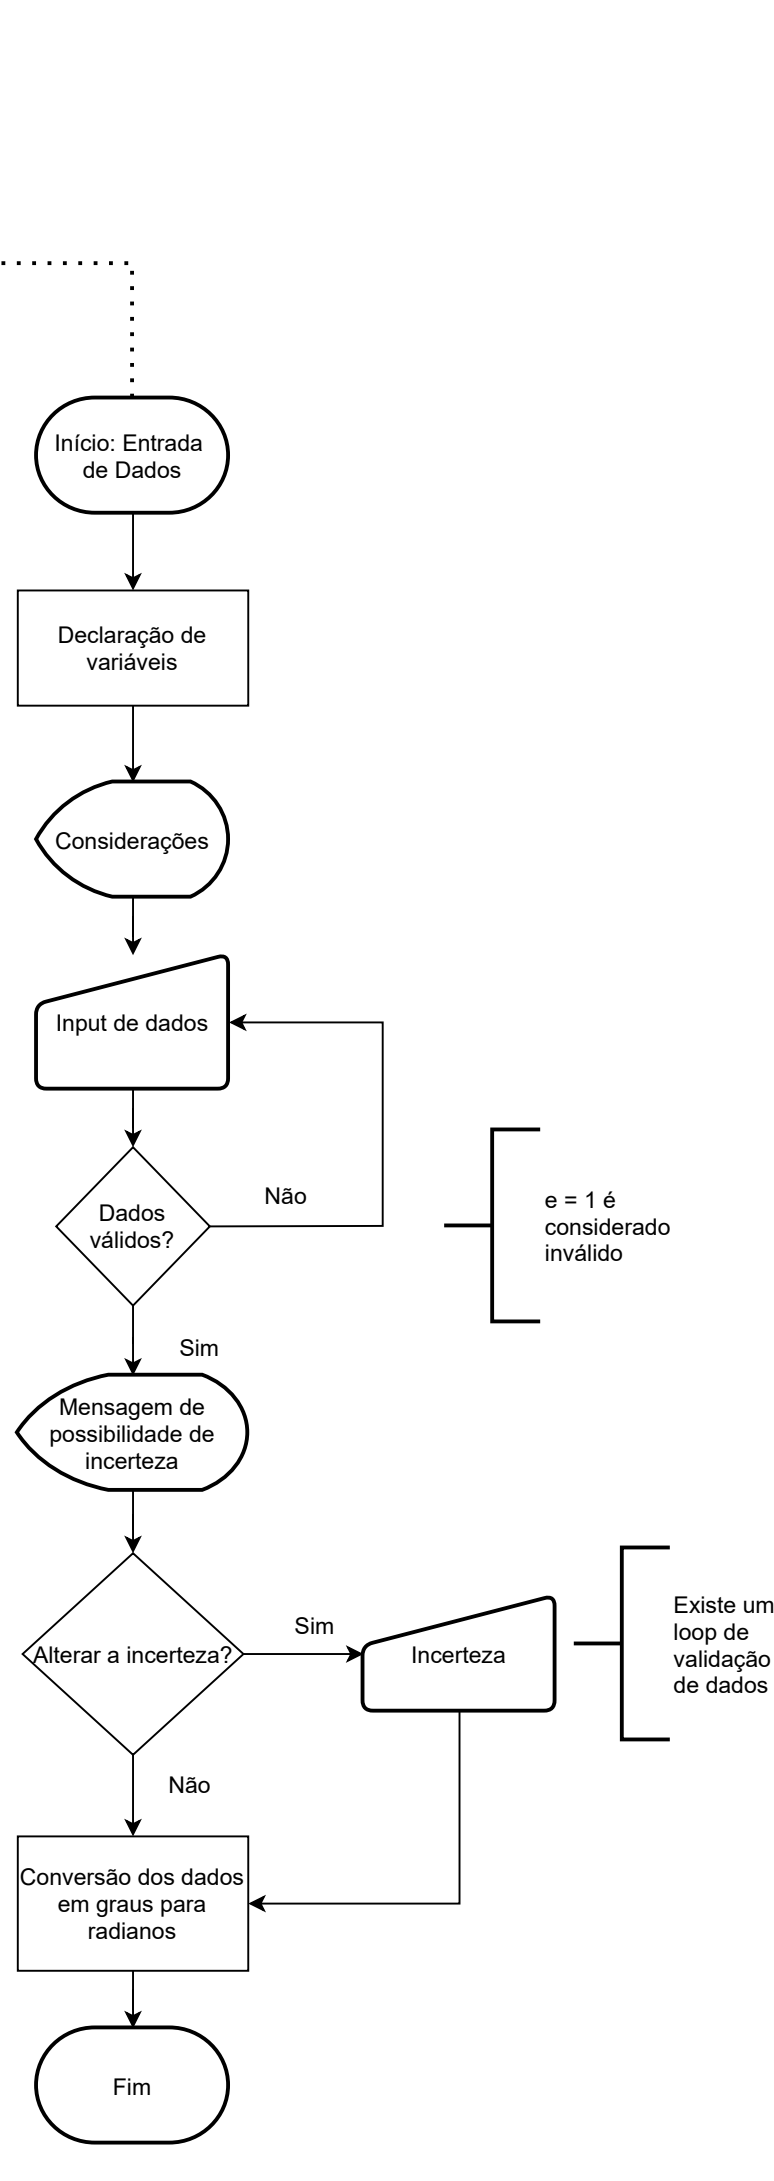 Início: Entrada
de Dados
Declaração de
variáveis
Considerações
Input de dados
Dados
válidos?
Não
e = 1 é
considerado
inválido
Sim
Mensagem de
possibilidade de
incerteza
Alterar a incerteza?
Sim
Incerteza
Existe um
loop de
validação
de dados
Não
Conversão dos dados
em graus para
radianos
Fim